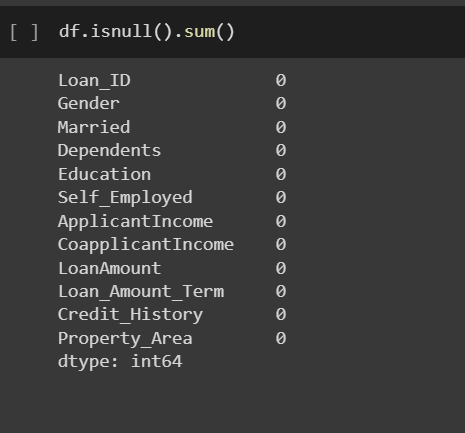 [ ] df.isnull().sum()
Loan_ID 0
Gender 0
Married 0
Dependents 0
Education 0
Self_Employed 0
ApplicantIncome 0
CoapplicantIncome 0
LoanAmount 0
Loan_Amount_Term 0
Credit_History 0
Property_Area 0
dtype: int64